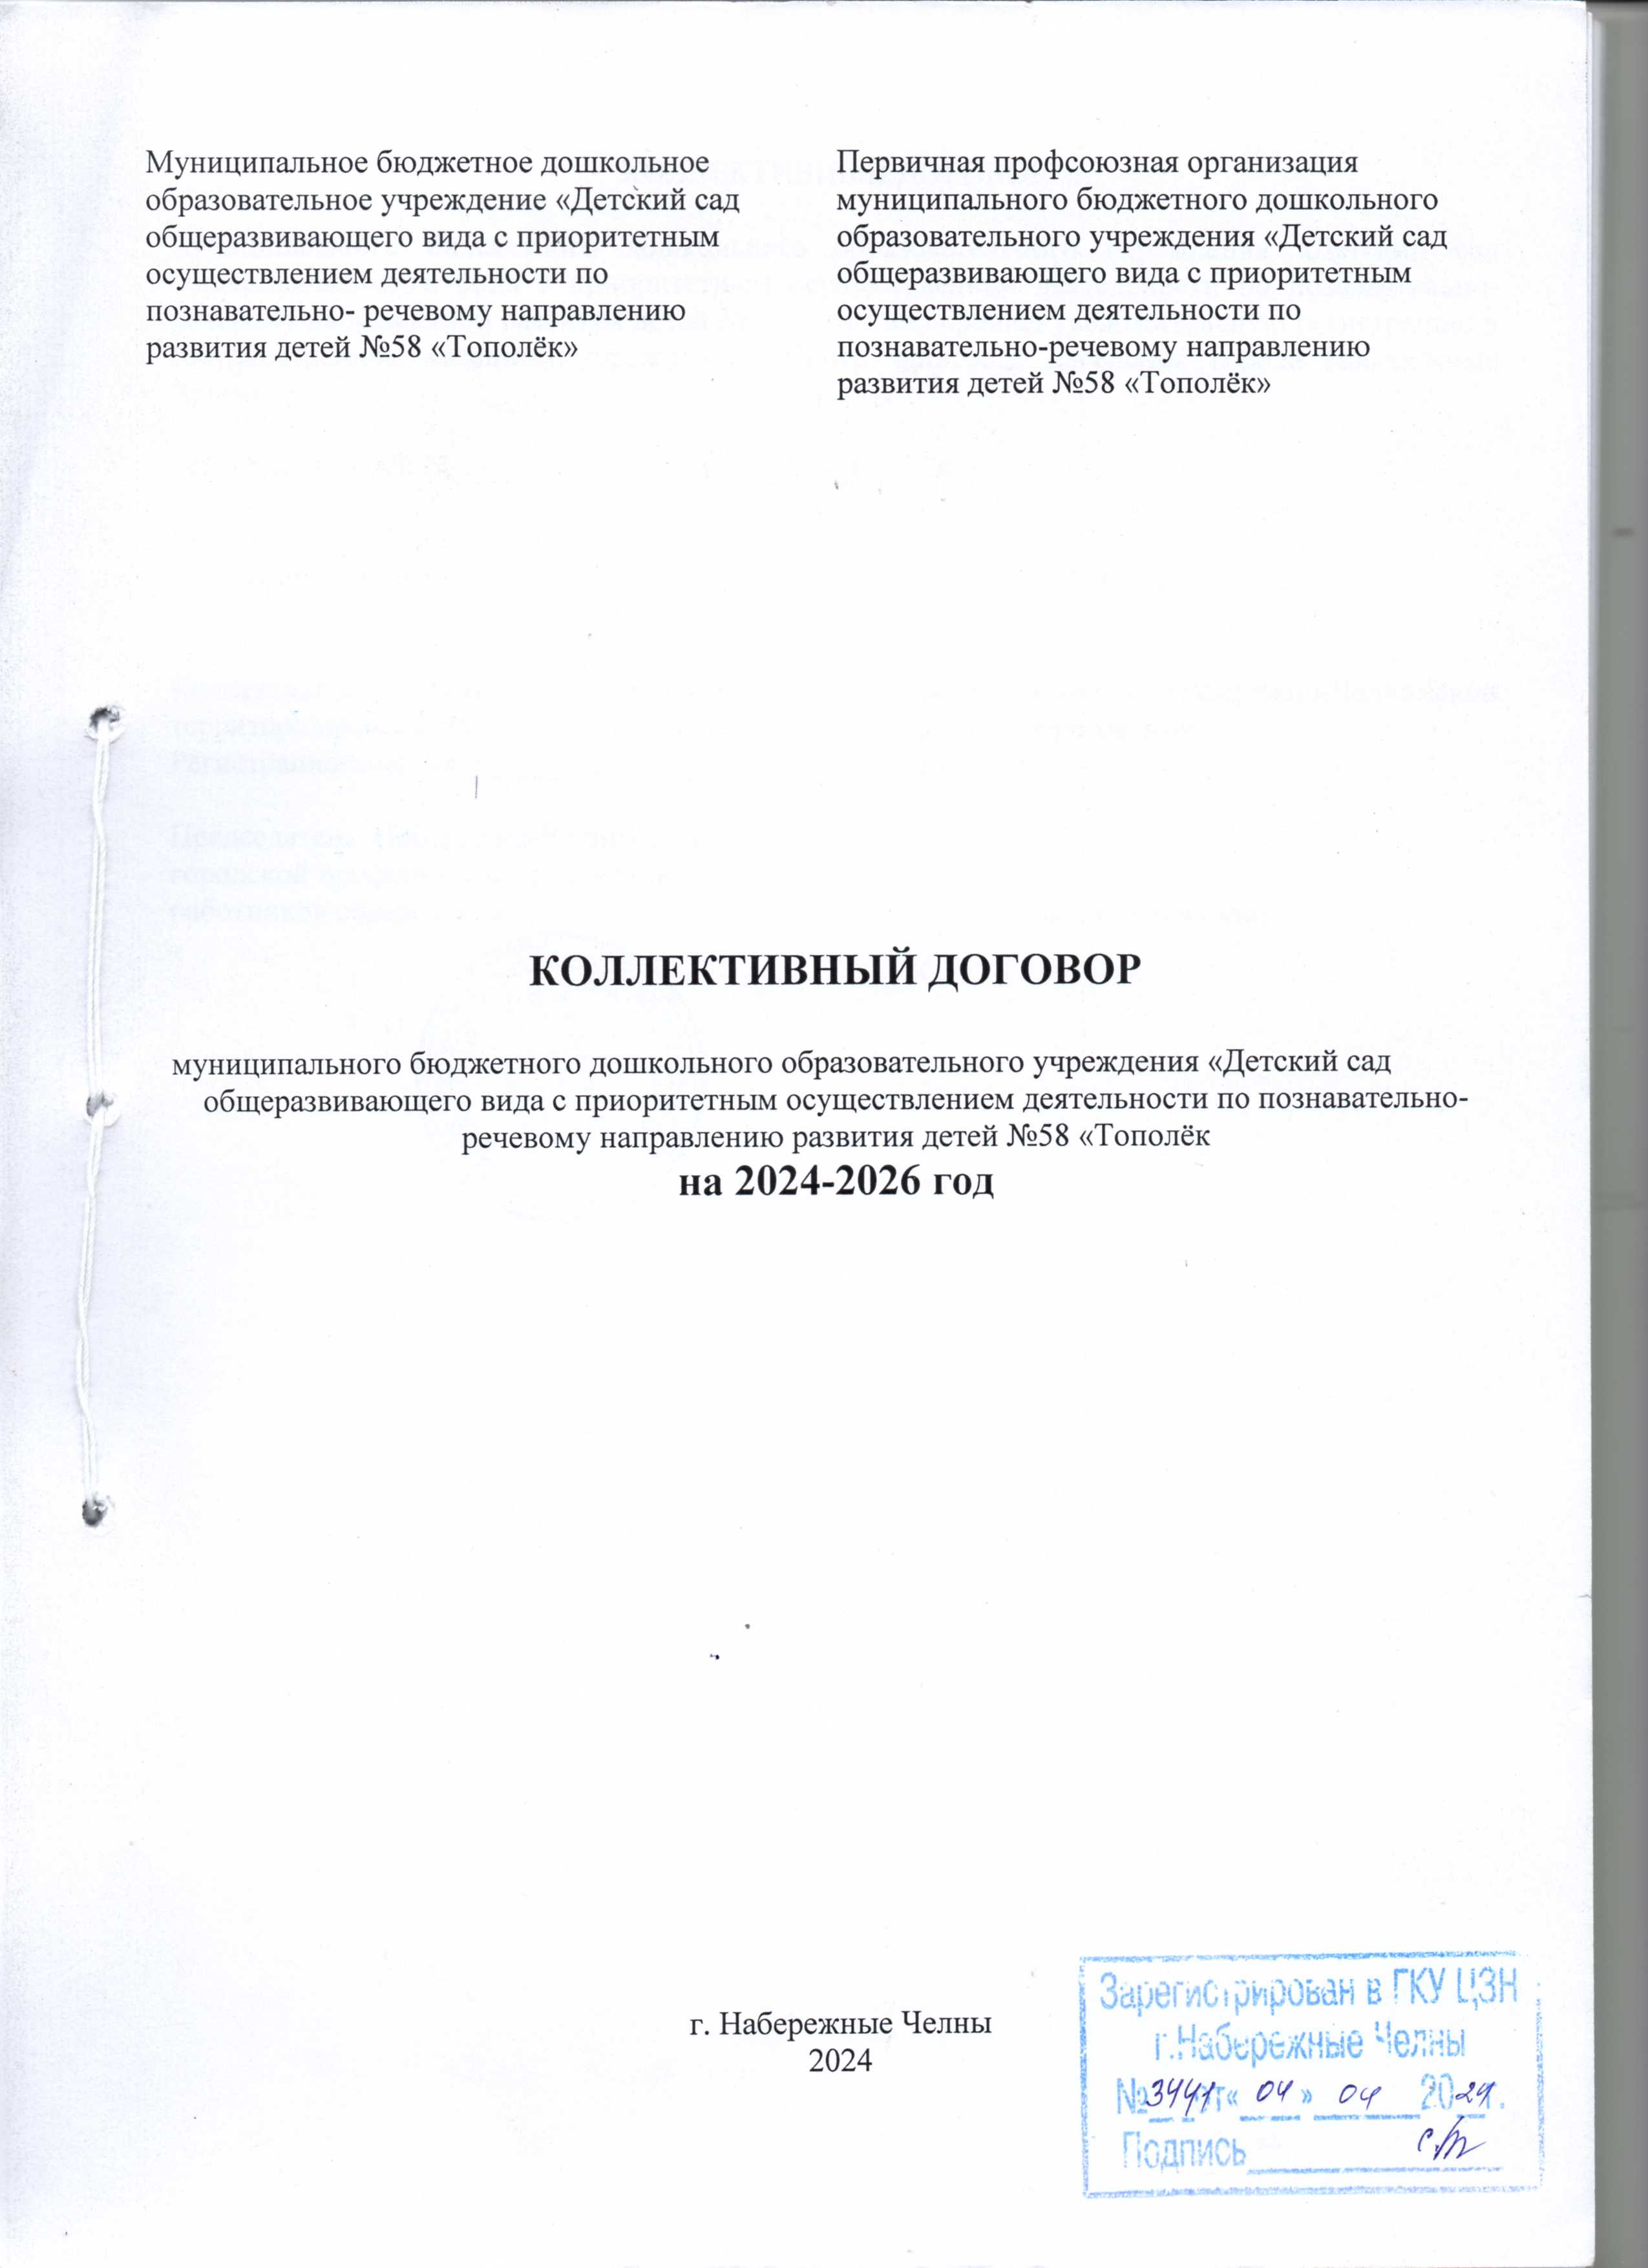 Муниципальное бюджетное дошкольное
образовательное учреждение «Детский сад
общеразвивающего вида с приоритетным
осуществлением деятельности по
познавательно- речевому направлению
развития детей №58 «Тополёк»
Первичная профсоюзная организация
муниципального бюджетного дошкольного
образовательного учреждения «Детский сад
общеразвивающего вида с приоритетным
осуществлением деятельности по
познавательно-речевому направлению
развития детей №58 «Тополёк»
КОЛЛЕКТИВНЫЙ ДОГОВОР
муниципального бюджетного дошкольного образовательного учреждения «Детский сад
общеразвивающего вида с приоритетным осуществлением деятельности по познавательно-
речевому направлению развития детей №58 «Тополёк
на 2024-2026 год
г. Набережные Челны
2024
Зарегистрирован в ГКУ ЦЗН
г.Набережные Челны
№3441 от« 04 » 04 2024г.
Подпись